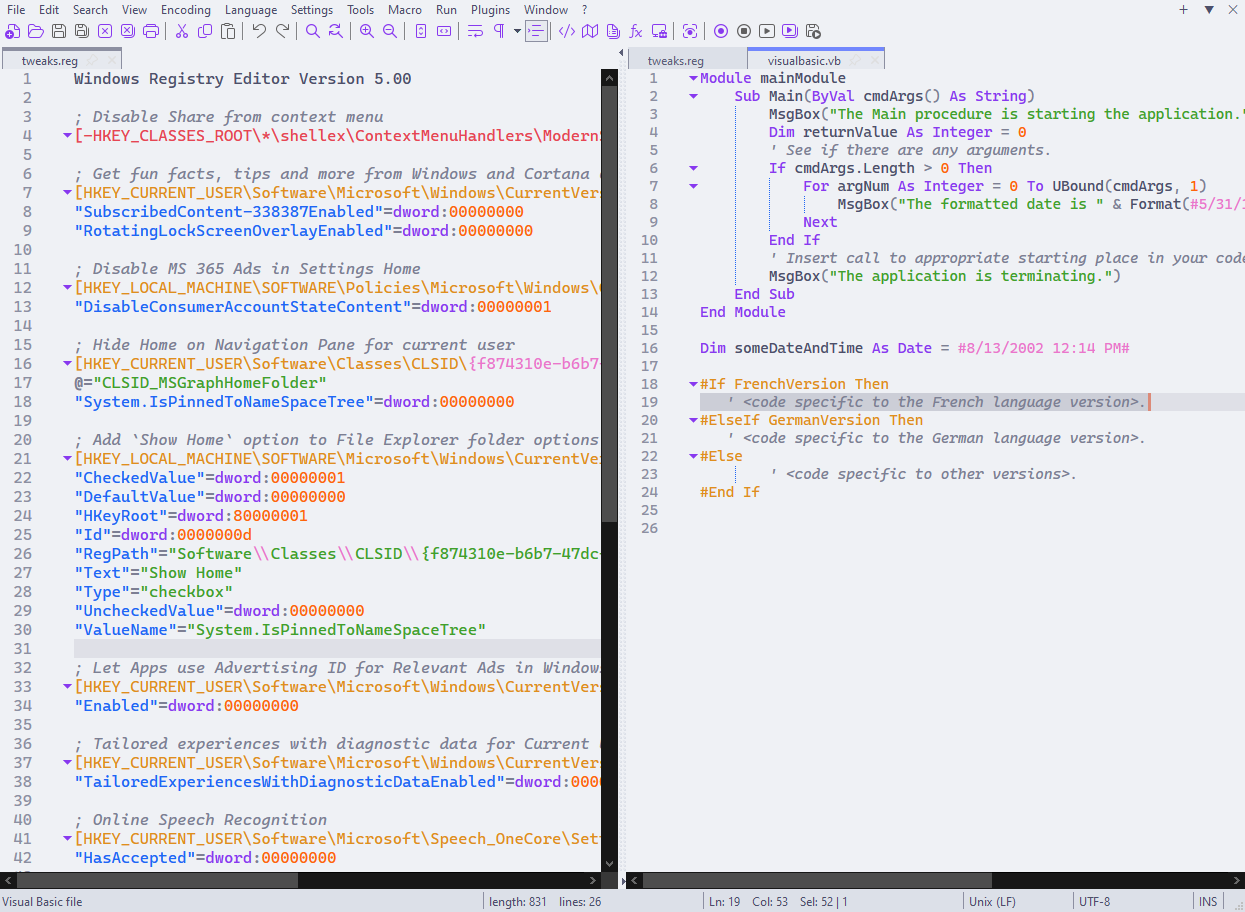 File Edit Search View Encoding Language Settings Tools Macro Run Plugins Window ?
tweaks.reg
1 Windows Registry Editor Version 5.00
2
3 ; Disable Share from context menu
4 [-HKEY_CLASSES_ROOT\*\shellex\ContextMenuHandlers\Modern
5
6 ; Get fun facts, tips and more from Windows and Cortana
7 [HKEY_CURRENT_USER\Software\Microsoft\Windows\CurrentVer
8 "SubscribedContent-338387Enabled"=dword:00000000
9 "RotatingLockScreenOverlayEnabled"=dword:00000000
10
11 ; Disable MS 365 Ads in Settings Home
12 [HKEY_LOCAL_MACHINE\SOFTWARE\Policies\Microsoft\Windows\
13 "DisableConsumerAccountStateContent"=dword:00000001
14
15 ; Hide Home on Navigation Pane for current user
16 [HKEY_CURRENT_USER\Software\Classes\CLSID\{f874310e-b6b7-
17 @="CLSID_MSGraphHomeFolder"
18 "System.IsPinnedToNameSpaceTree"=dword:00000000
19
20 ; Add `Show Home` option to File Explorer folder options
21 [HKEY_LOCAL_MACHINE\SOFTWARE\Microsoft\Windows\CurrentVe
22 "CheckedValue"=dword:00000001
23 "DefaultValue"=dword:00000000
24 "HKeyRoot"=dword:80000001
25 "Id"=dword:0000000d
26 "RegPath"="Software\\Classes\\CLSID\\{f874310e-b6b7-47dc-
27 "Text"="Show Home"
28 "Type"="checkbox"
29 "UncheckedValue"=dword:00000000
30 "ValueName"="System.IsPinnedToNameSpaceTree"
31
32 ; Let Apps use Advertising ID for Relevant Ads in Window
33 [HKEY_CURRENT_USER\Software\Microsoft\Windows\CurrentVer
34 "Enabled"=dword:00000000
35
36 ; Tailored experiences with diagnostic data for Current
37 [HKEY_CURRENT_USER\Software\Microsoft\Windows\CurrentVer
38 "TailoredExperiencesWithDiagnosticDataEnabled"=dword:000
39
40 ; Online Speech Recognition
41 [HKEY_CURRENT_USER\Software\Microsoft\Speech_OneCore\Set
42 "HasAccepted"=dword:00000000
tweaks.reg visualbasic.vb
1 Module mainModule
2 Sub Main(ByVal cmdArgs() As String)
3 MsgBox("The Main procedure is starting the application."
4 Dim returnValue As Integer = 0
5 ' See if there are any arguments.
6 If cmdArgs.Length > 0 Then
7 For argNum As Integer = 0 To UBound(cmdArgs, 1)
8 MsgBox("The formatted date is " & Format(#5/31/
9 Next
10 End If
11 ' Insert call to appropriate starting place in your code
12 MsgBox("The application is terminating.")
13 End Sub
14 End Module
15
16 Dim someDateAndTime As Date = #8/13/2002 12:14 PM#
17
18 #If FrenchVersion Then
19 ' <code specific to the French language version>.
20 #ElseIf GermanVersion Then
21 ' <code specific to the German language version>.
22 #Else
23 ' <code specific to other versions>.
24 #End If
25
26
Visual Basic file length: 831 lines: 26 Ln: 19 Col: 53 Sel: 52 | 1 Unix (LF) UTF-8 INS